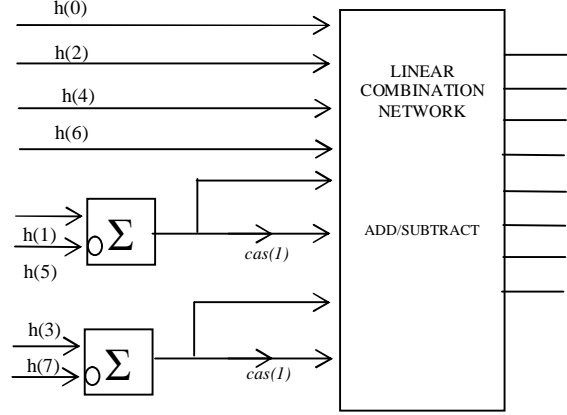 h(0)
h(2)
h(4)
h(6)
LINEAR
COMBINATION
NETWORK
ADD/SUBTRACT
h(1)
Σ
h(5)
cas(1)
h(3)
h(7)
Σ
cas(1)